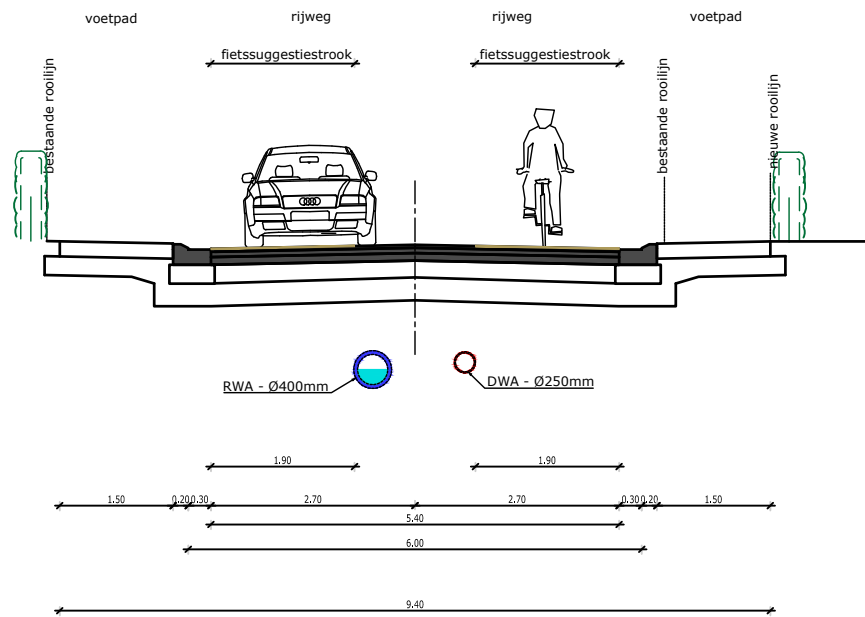 voetpad
rijweg
rijweg
voetpad
fietssuggestiestrook
fietssuggestiestrook
bestaande rooilijn
bestaande rooilijn
nieuwe rooilijn
RWA - Ø400mm
DWA - Ø250mm
1.90
1.90
1.50
0.20
0.30
2.70
2.70
0.30
0.20
1.50
5.40
6.00
9.40